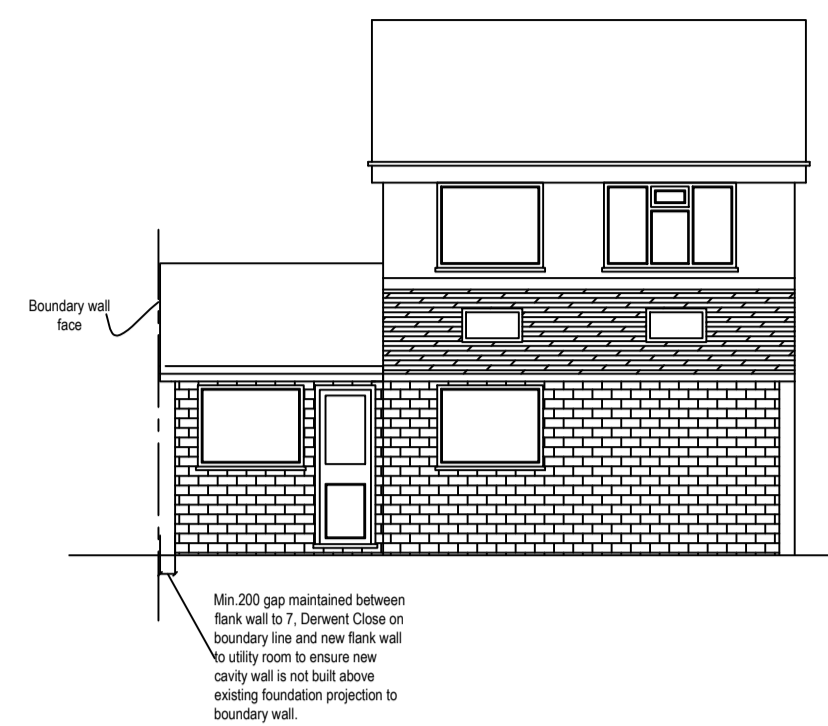 Boundary wall
face
Min.200 gap maintained between
flank wall to 7, Derwent Close on
boundary line and new flank wall
to utility room to ensure new
cavity wall is not built above
existing foundation projection to
boundary wall.